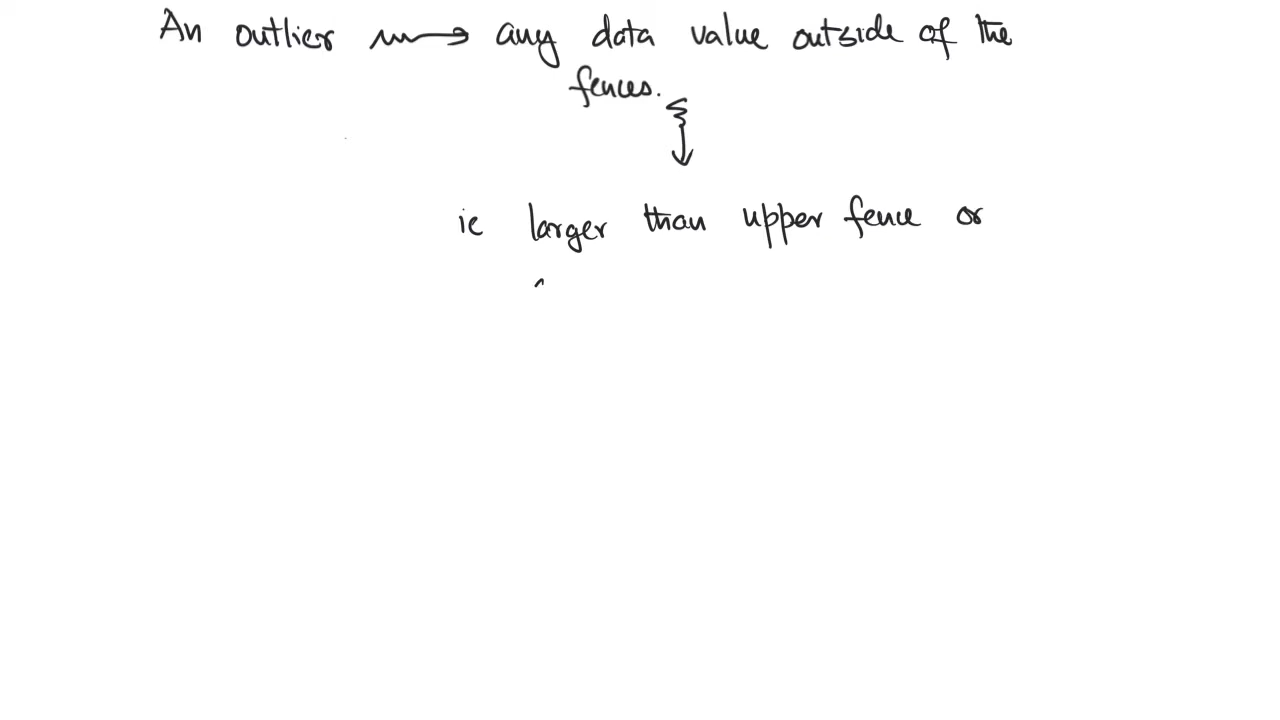 An outlier → any data value outside of the
fences.
ie larger than upper fence or